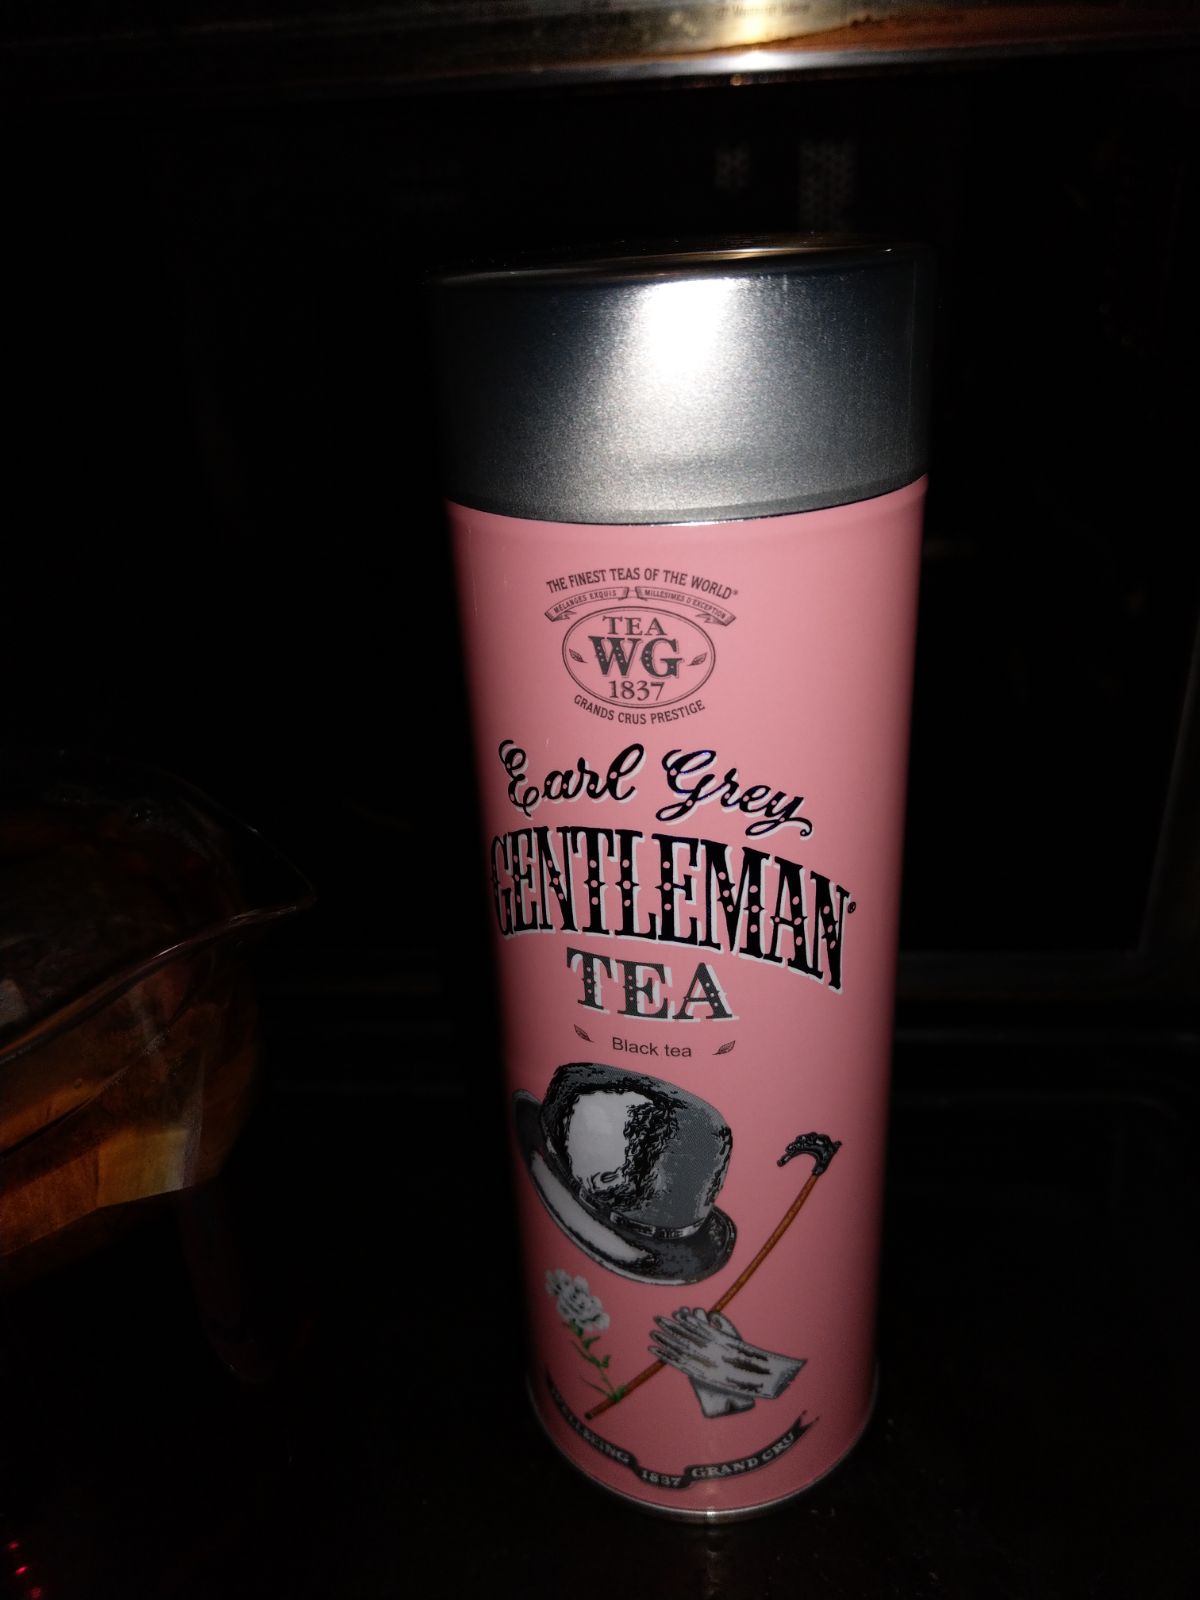 THE FINEST TEAS OF THE WORLD®
MÉLANGES EXQUIS MILLÉSIMES D'EXCEPTION
TEA
WG
1837
GRANDS CRUS PRESTIGE
Earl Grey
GENTLEMAN®
TEA
Black tea
WELLBEING 1837 GRAND CRU